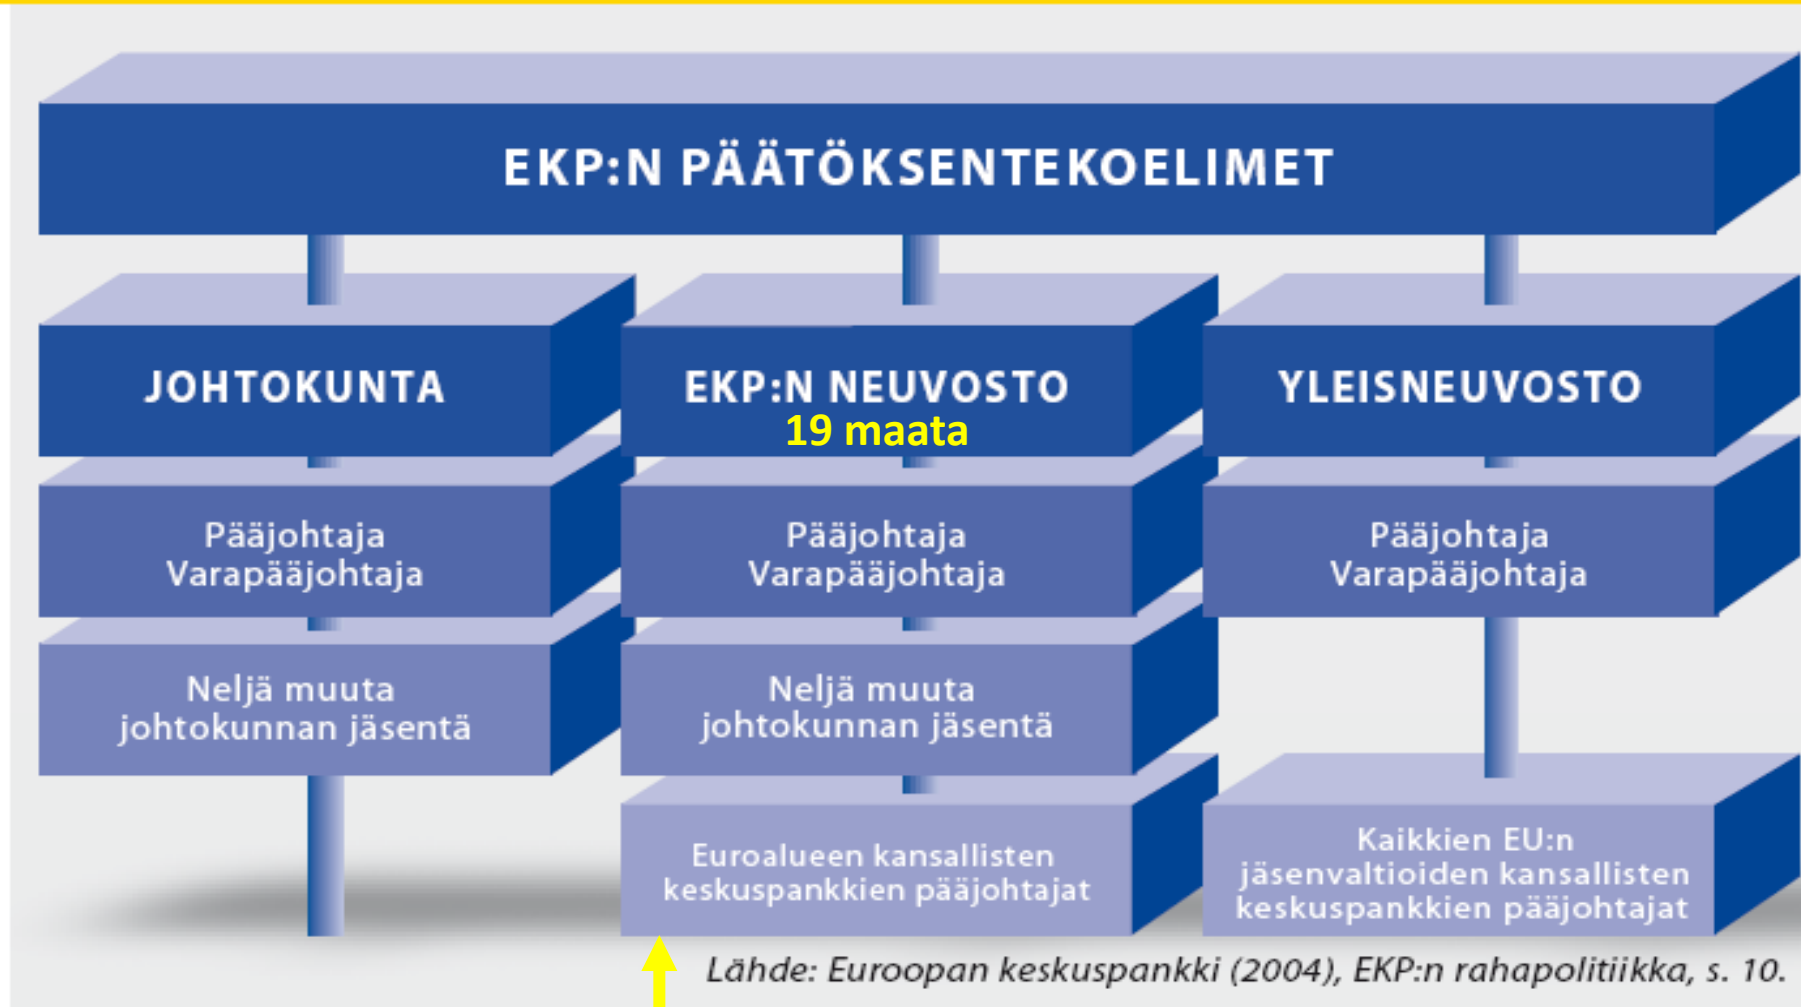 EKP:N PÄÄTÖKSENTEKOELIMET
JOHTOKUNTA
Pääjohtaja
Varapääjohtaja
Neljä muuta
johtokunnan jäsentä
EKP:N NEUVOSTO
19 maata
Pääjohtaja
Varapääjohtaja
Neljä muuta
johtokunnan jäsentä
Euroalueen kansallisten
keskuspankkien pääjohtajat
YLEISNEUVOSTO
Pääjohtaja
Varapääjohtaja
Kaikkien EU:n
jäsenvaltioiden kansallisten
keskuspankkien pääjohtajat
Lähde: Euroopan keskuspankki (2004), EKP:n rahapolitiikka, s. 10.